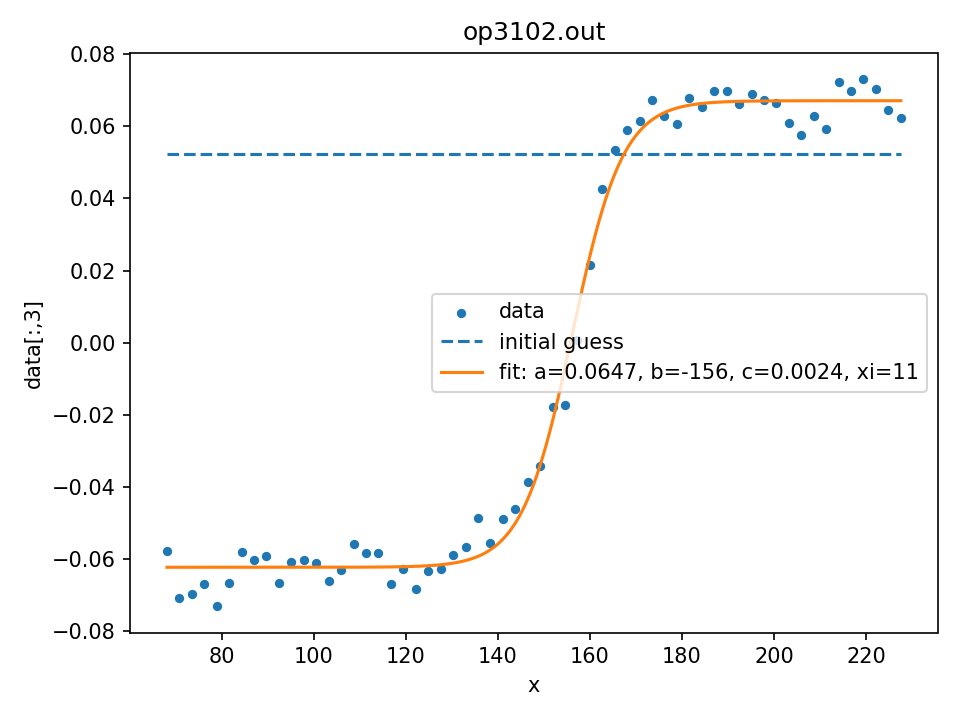 op3102.out
0.08
0.06
0.04
0.02
0.00
−0.02
−0.04
−0.06
−0.08
data[:,3]
data
initial guess
fit: a=0.0647, b=-156, c=0.0024, xi=11
80 100 120 140 160 180 200 220
x